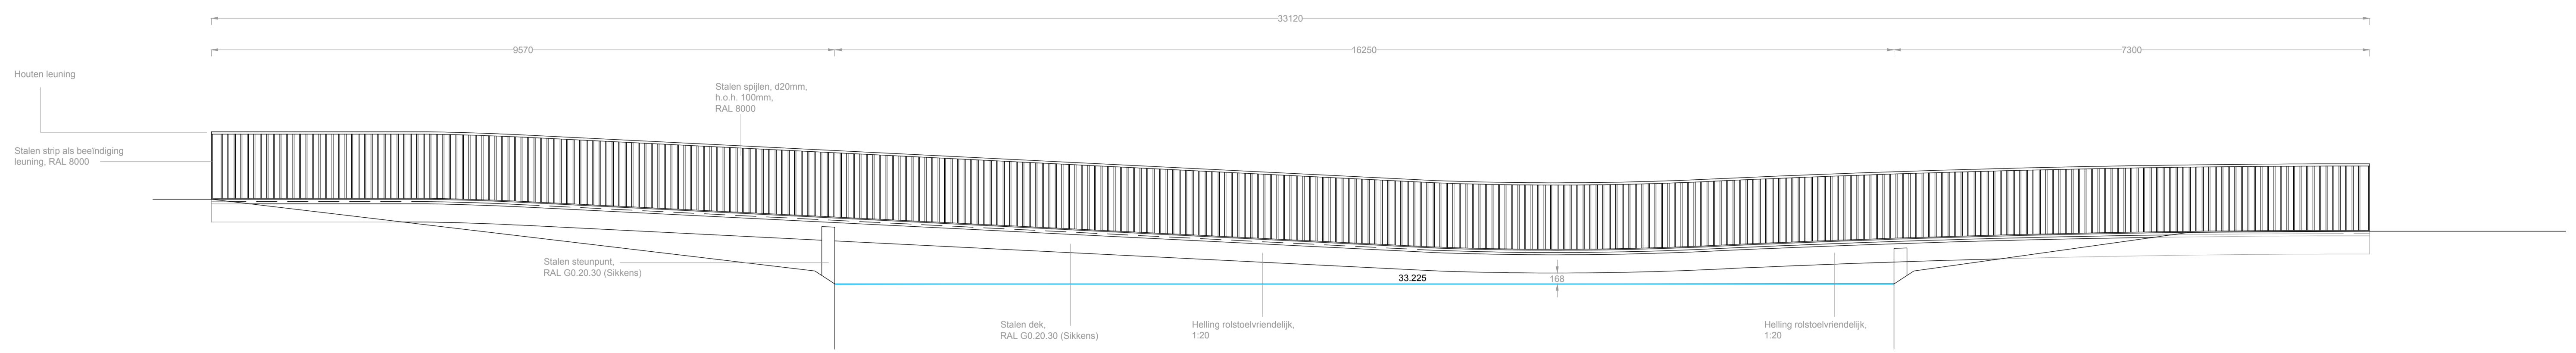 33120
9570
16250
7300
Houten leuning
Stalen spijlen, d20mm,
h.o.h. 100mm,
RAL 8000
Stalen strip als beeïndiging
leuning, RAL 8000
Stalen steunpunt,
RAL G0.20.30 (Sikkens)
33.225
168
Stalen dek,
RAL G0.20.30 (Sikkens)
Helling rolstoelvriendelijk,
1:20
Helling rolstoelvriendelijk,
1:20